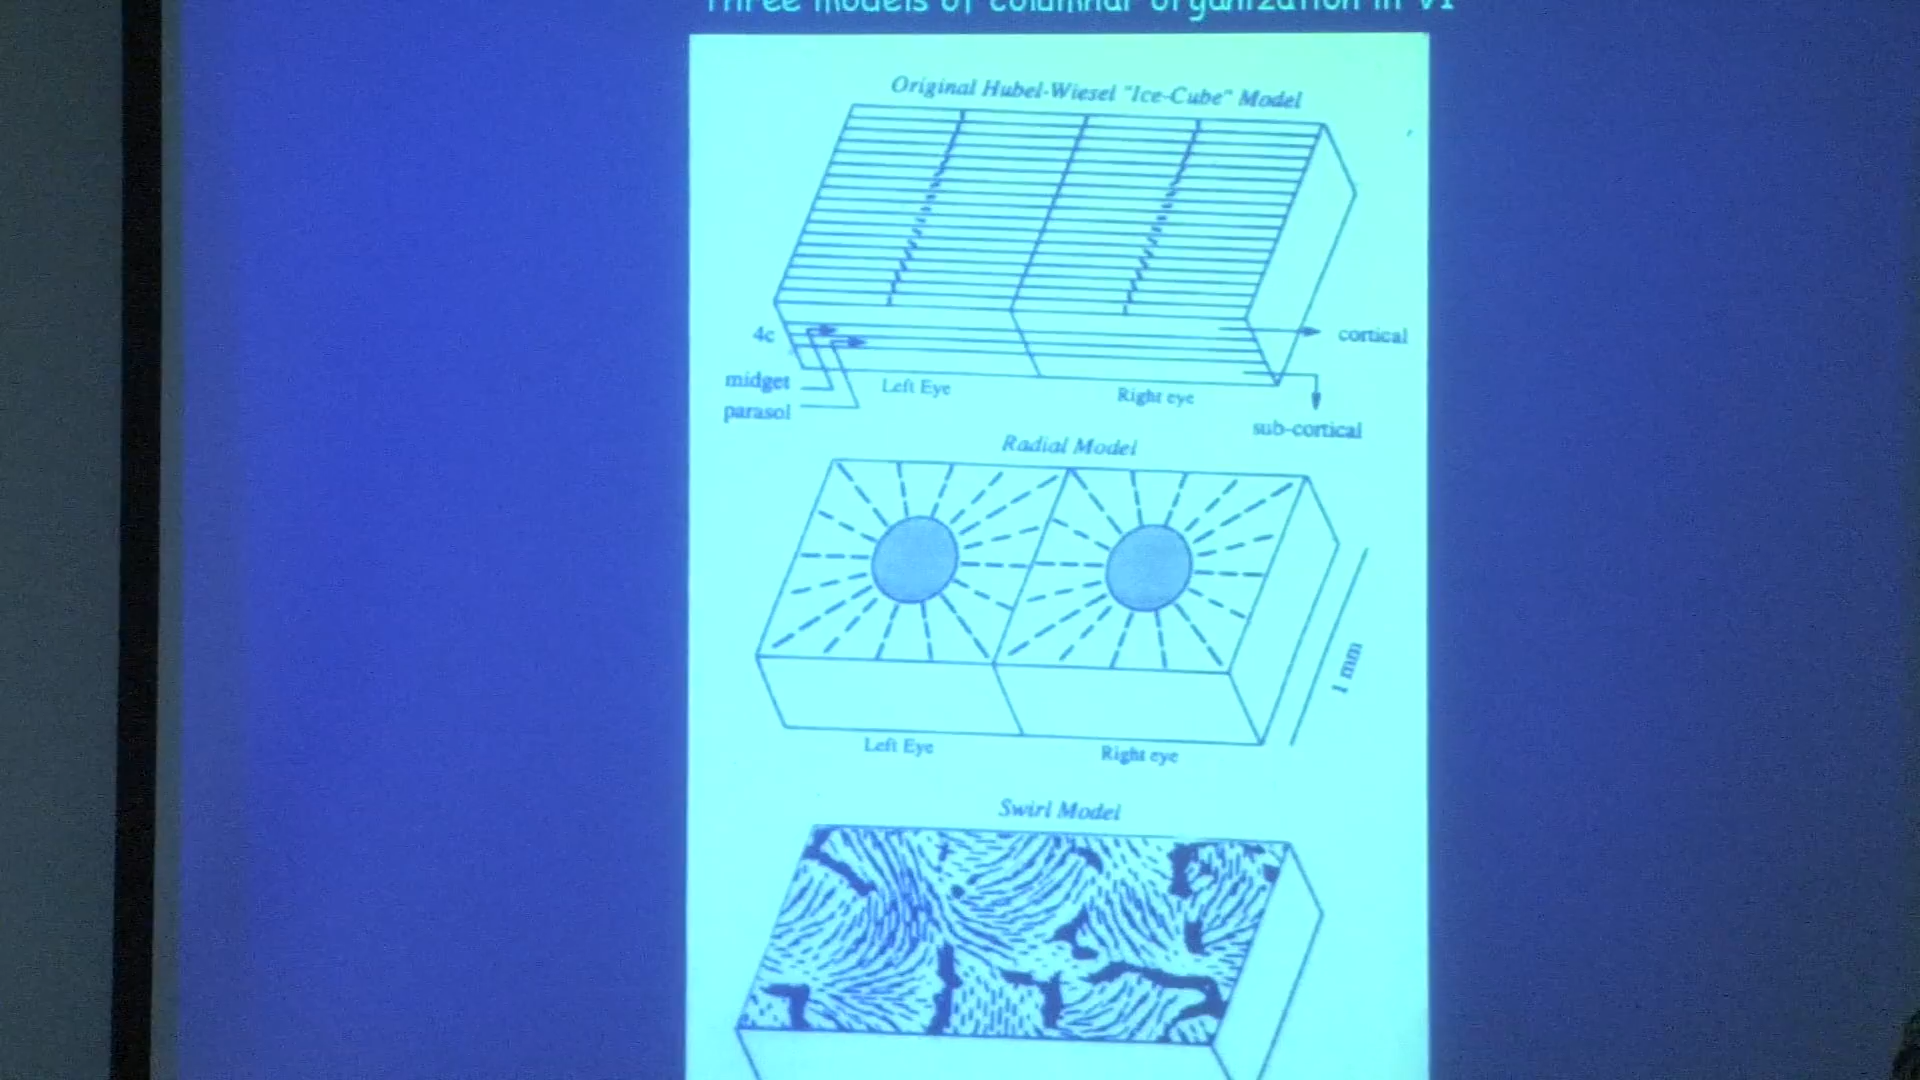 Three models of columnar organization in V1
Original Hubel-Wiesel "Ice-Cube" Model
4c
cortical
midget
Left Eye
Right eye
parasol
sub-cortical
Radial Model
1 mm
Left Eye
Right eye
Swirl Model